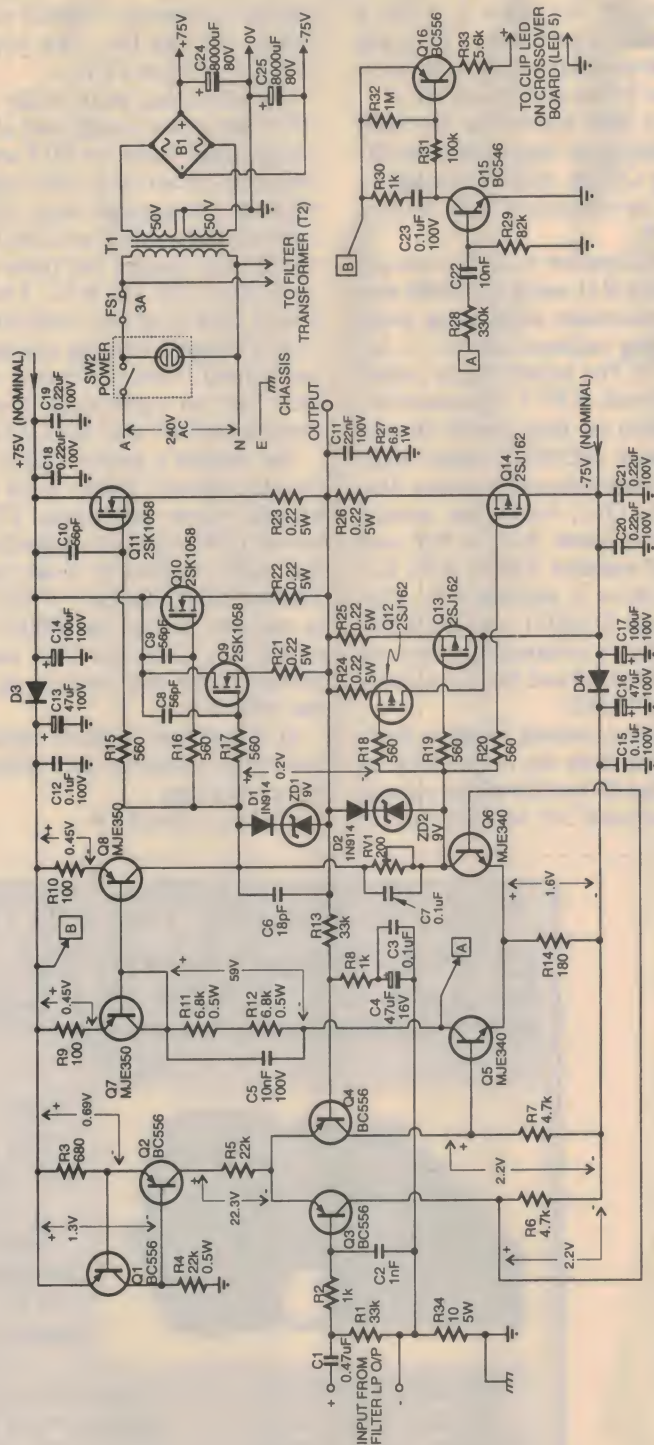 Q1
BC556
R3
680
Q2
BC556
R4
22k
0.5W
+
1.3V
-
+
0.69V
-
R5
22k
+
22.3V
-
Q3
BC556
Q4
BC556
C1
0.47uF
+
-
INPUT FROM
FILTER LP O/P
R2
1k
R1
33k
C2
1nF
R34
10
5W
R6
4.7k
R7
4.7k
+
2.2V
-
+
2.2V
-
R9
100
+
0.45V
-
Q7
MJE350
B
R10
100
+
0.45V
-
Q8
MJE350
C5
10nF
100V
R11
6.8k
0.5W
R12
6.8k
0.5W
+
59V
-
A
Q5
MJE340
Q6
MJE340
R14
180
+
1.6V
-
R13
33k
R8
1k
C4
47uF
16V
C3
0.1uF
C6
18pF
D1
IN914
ZD1
9V
D2
1N914
ZD2
9V
RV1
200
C7
0.1uF
C12
0.1uF
100V
C13
47uF
100V
+
D3
C14
100uF
100V
+75V (NOMINAL)
C18
0.22uF
100V
C19
0.22uF
100V
R15
560
R16
560
R17
560
+
0.2V
-
R18
560
R19
560
R20
560
C8
56pF
C9
56pF
C10
56pF
Q9
2SK1058
Q10
2SK1058
Q11
2SK1058
R21
0.22
5W
R22
0.22
5W
R23
0.22
5W
R24
0.22
5W
R25
0.22
5W
R26
0.22
5W
Q12
2SJ162
Q13
2SJ162
Q14
2SJ162
C15
0.1uF
100V
C16
47uF
100V
+
D4
C17
100uF
100V
+
-75V (NOMINAL)
C20
0.22uF
100V
C21
0.22uF
100V
OUTPUT
C11
22nF
100V
R27
6.8
1W
SW2
POWER
A
240V
AC
N
E
CHASSIS
FS1
3A
T1
50V
50V
TO FILTER
TRANSFORMER (T2)
B1
+
-
+75V
C24
8000uF
80V
+
0V
C25
8000uF
80V
+
-75V
A
R28
330k
C22
10nF
R29
82k
Q15
BC546
B
R30
1k
C23
0.1uF
100V
R31
100k
R32
1M
Q16
BC556
R33
5.6k
+
-
TO CLIP LED
ON CROSSOVER
BOARD (LED 5)